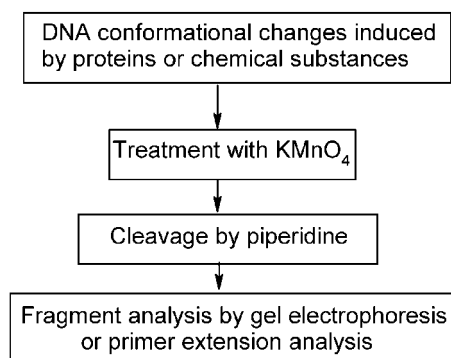 DNA conformational changes induced
by proteins or chemical substances
Treatment with KMnO₄
Cleavage by piperidine
Fragment analysis by gel electrophoresis
or primer extension analysis